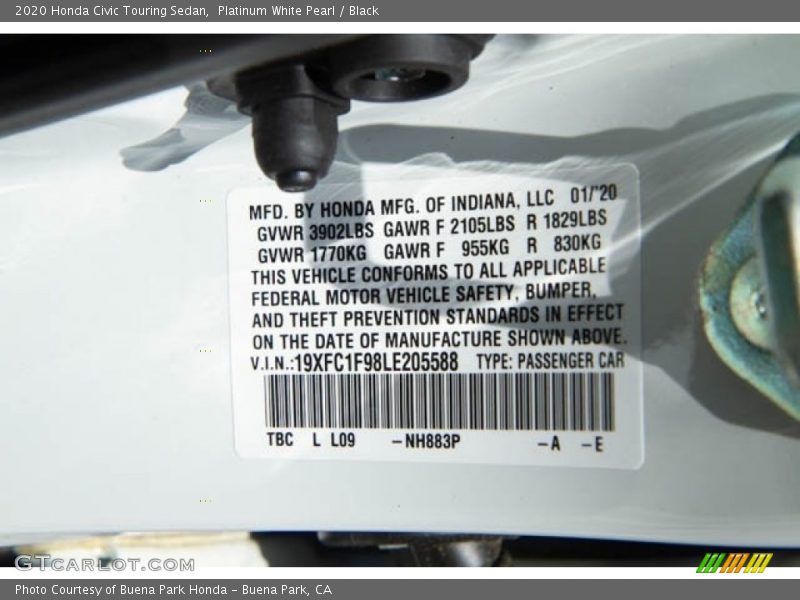 2020 Honda Civic Touring Sedan,  Platinum White Pearl / Black
MFD. BY HONDA MFG. OF INDIANA, LLC 01/'20
GVWR 3902LBS GAWR F 2105LBS R 1829LBS
GVWR 1770KG GAWR F 955KG R 830KG
THIS VEHICLE CONFORMS TO ALL APPLICABLE
FEDERAL MOTOR VEHICLE SAFETY, BUMPER,
AND THEFT PREVENTION STANDARDS IN EFFECT
ON THE DATE OF MANUFACTURE SHOWN ABOVE.
V.I.N.:19XFC1F98LE205588 TYPE: PASSENGER CAR
TBC L L09 -NH883P -A -E
GTCARLOT.COM
Photo Courtesy of Buena Park Honda - Buena Park, CA